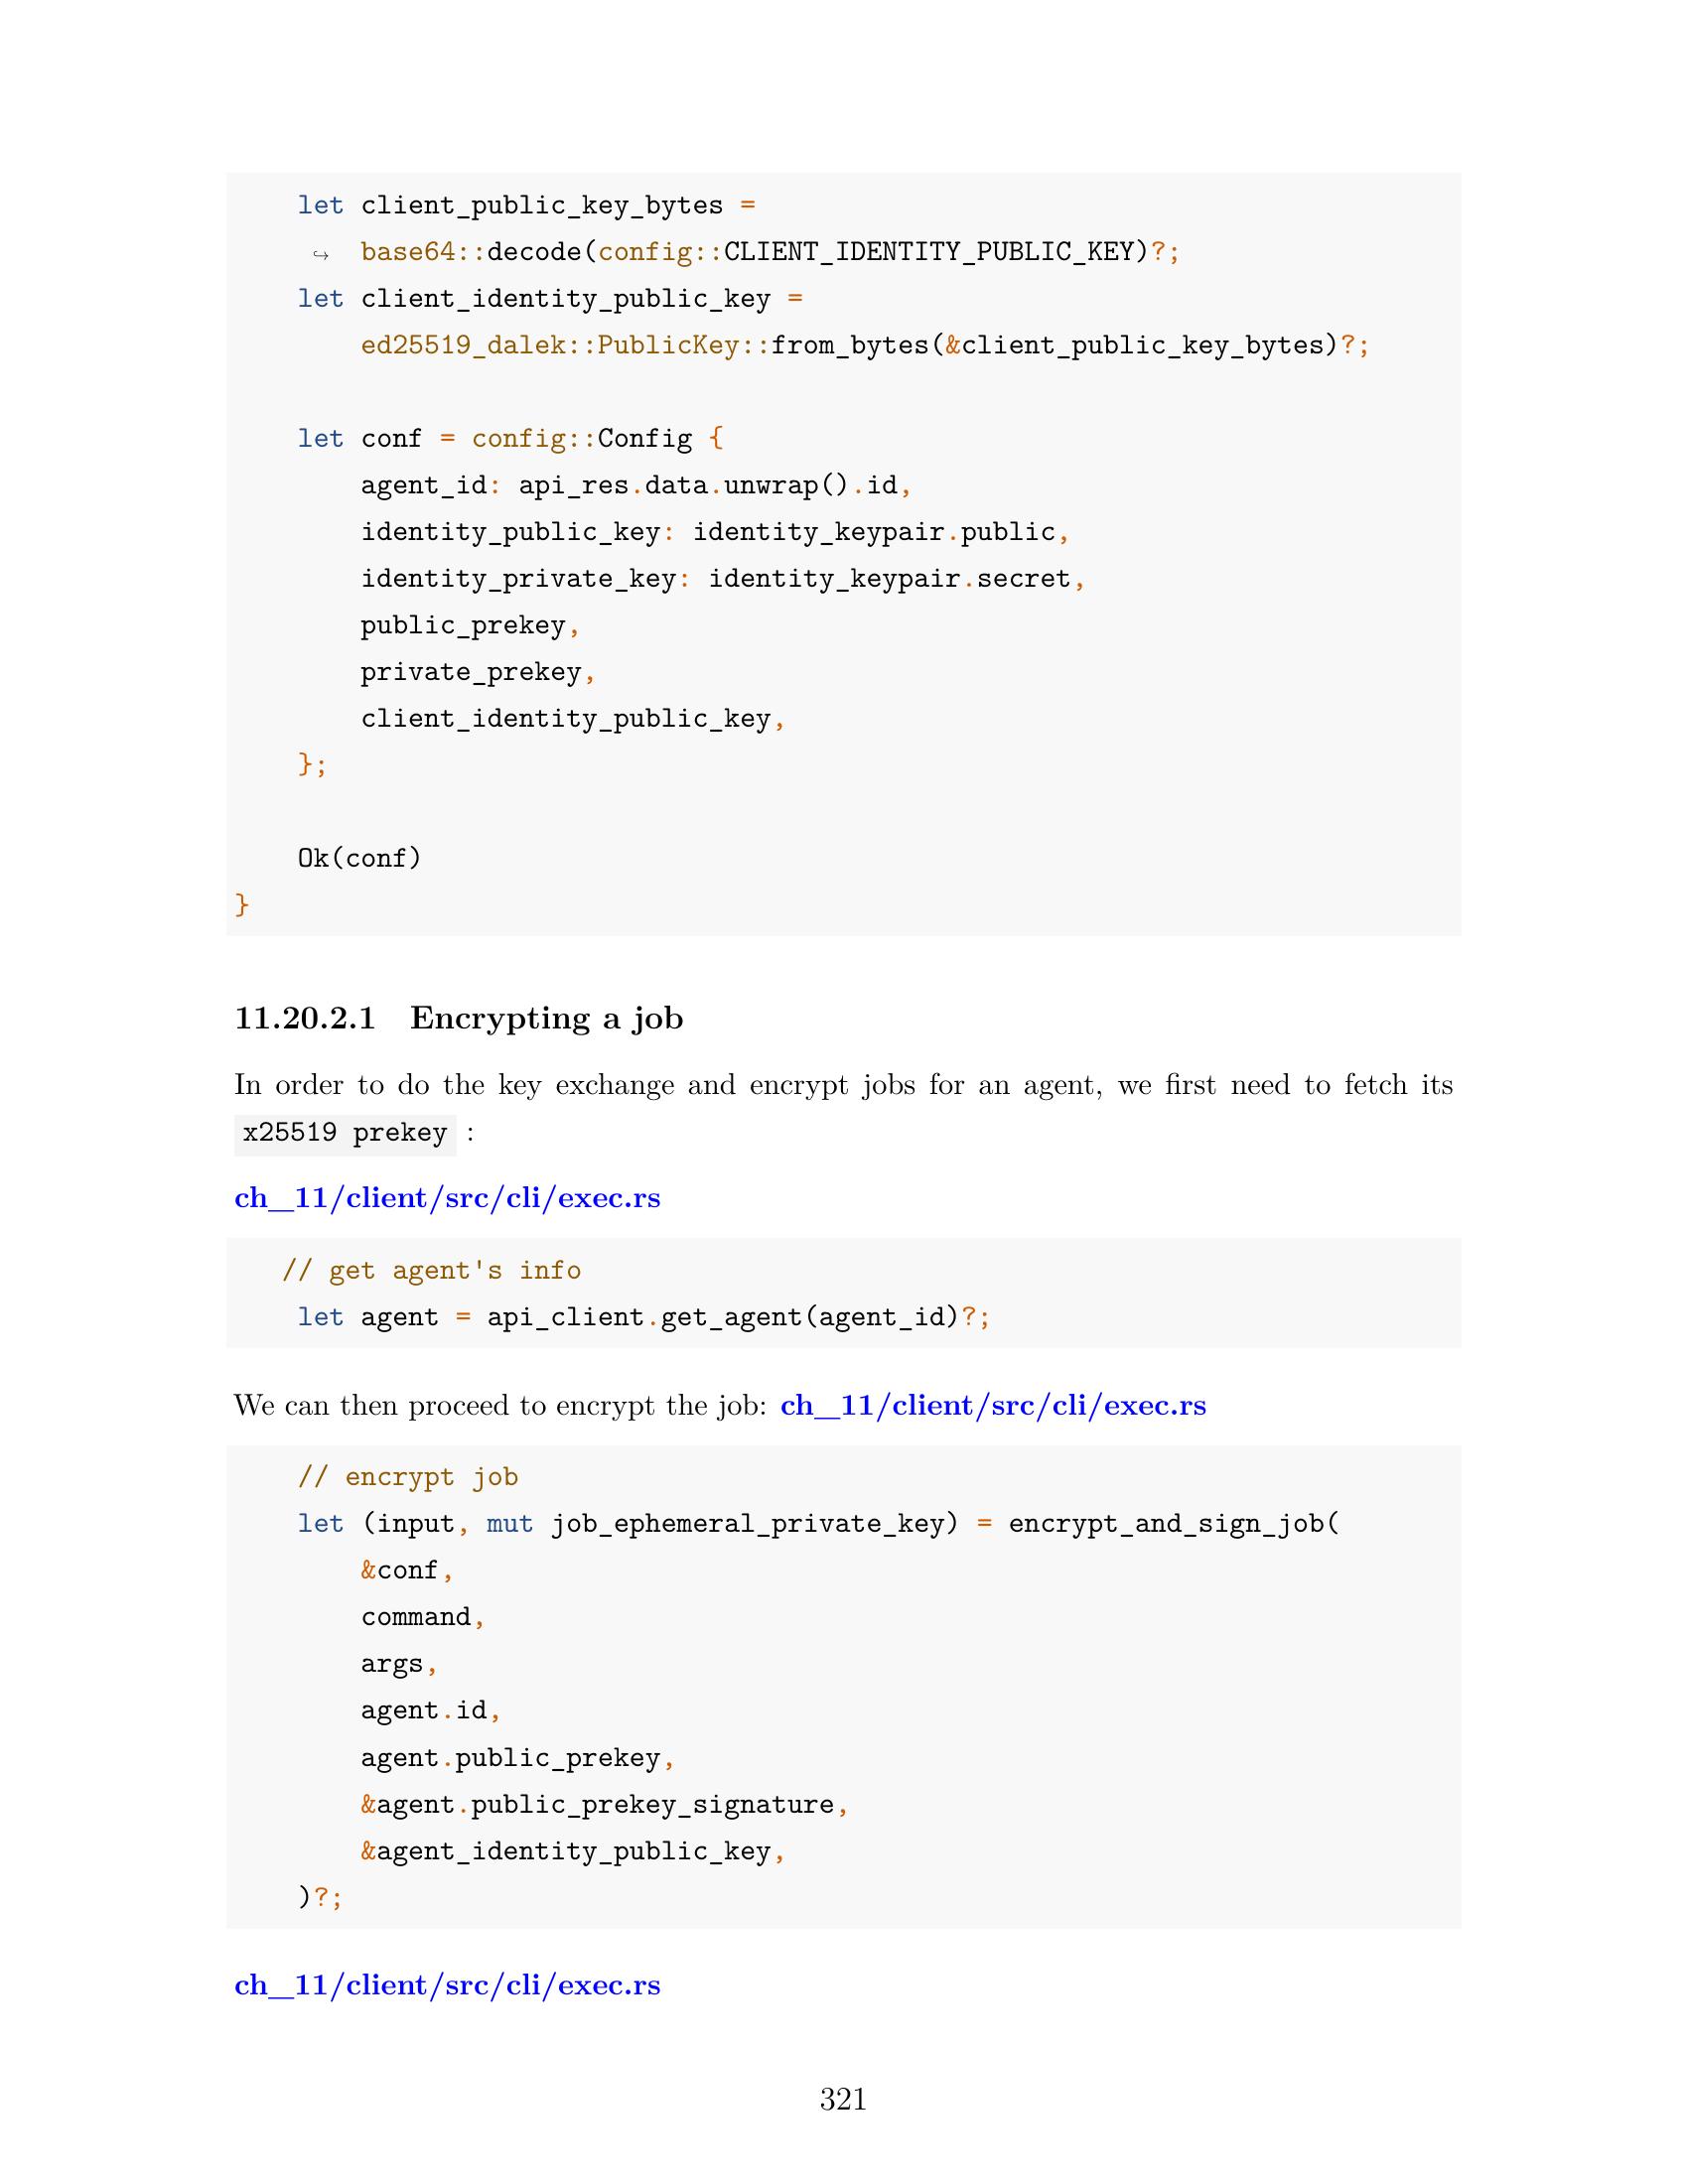 let client_public_key_bytes =
     ↪  base64::decode(config::CLIENT_IDENTITY_PUBLIC_KEY)?;
    let client_identity_public_key =
        ed25519_dalek::PublicKey::from_bytes(&client_public_key_bytes)?;

    let conf = config::Config {
        agent_id: api_res.data.unwrap().id,
        identity_public_key: identity_keypair.public,
        identity_private_key: identity_keypair.secret,
        public_prekey,
        private_prekey,
        client_identity_public_key,
    };

    Ok(conf)
}
11.20.2.1 Encrypting a job
In order to do the key exchange and encrypt jobs for an agent, we first need to fetch its
x25519 prekey :
ch_11/client/src/cli/exec.rs
   // get agent's info
    let agent = api_client.get_agent(agent_id)?;
We can then proceed to encrypt the job: ch_11/client/src/cli/exec.rs
    // encrypt job
    let (input, mut job_ephemeral_private_key) = encrypt_and_sign_job(
        &conf,
        command,
        args,
        agent.id,
        agent.public_prekey,
        &agent.public_prekey_signature,
        &agent_identity_public_key,
    )?;
ch_11/client/src/cli/exec.rs
321